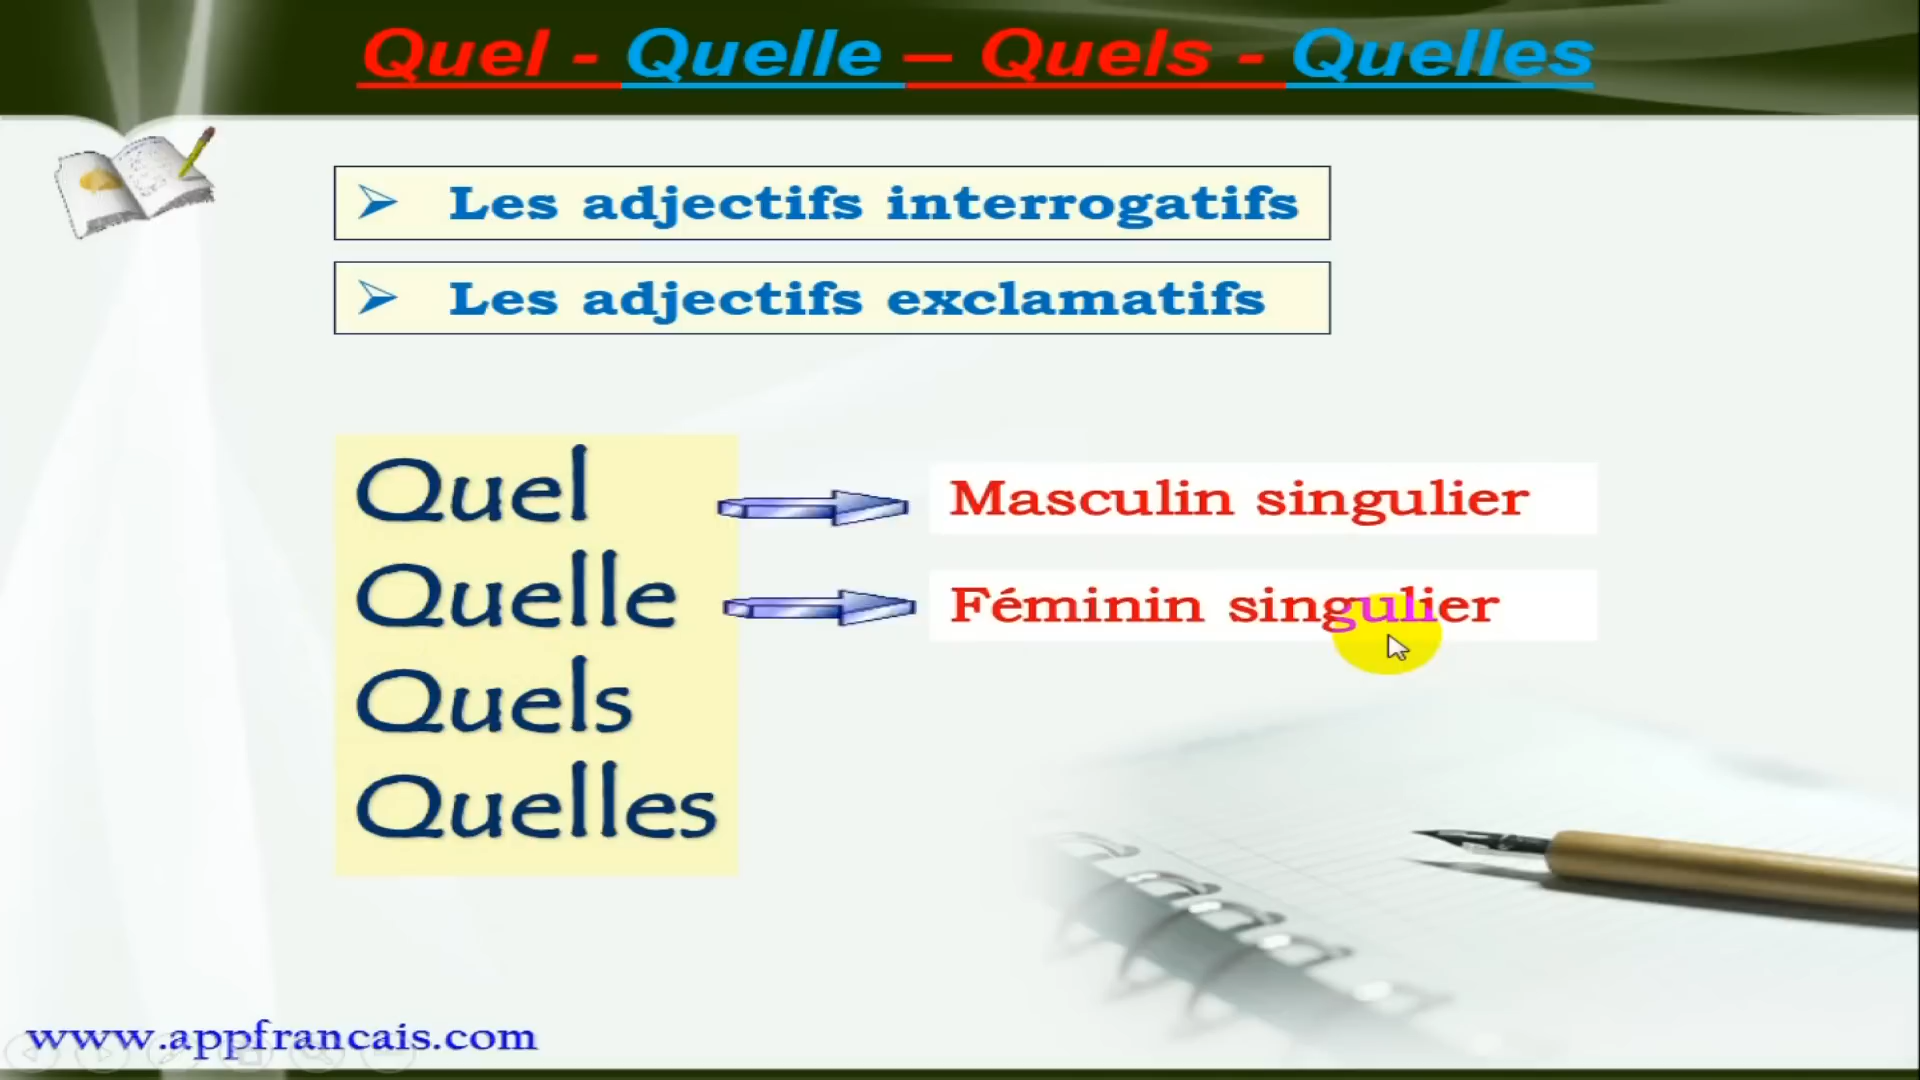 Quel - Quelle – Quels - Quelles
Les adjectifs interrogatifs
Les adjectifs exclamatifs
Quel
Masculin singulier
Quelle
Féminin singulier
Quels
Quelles
www.appfrancais.com